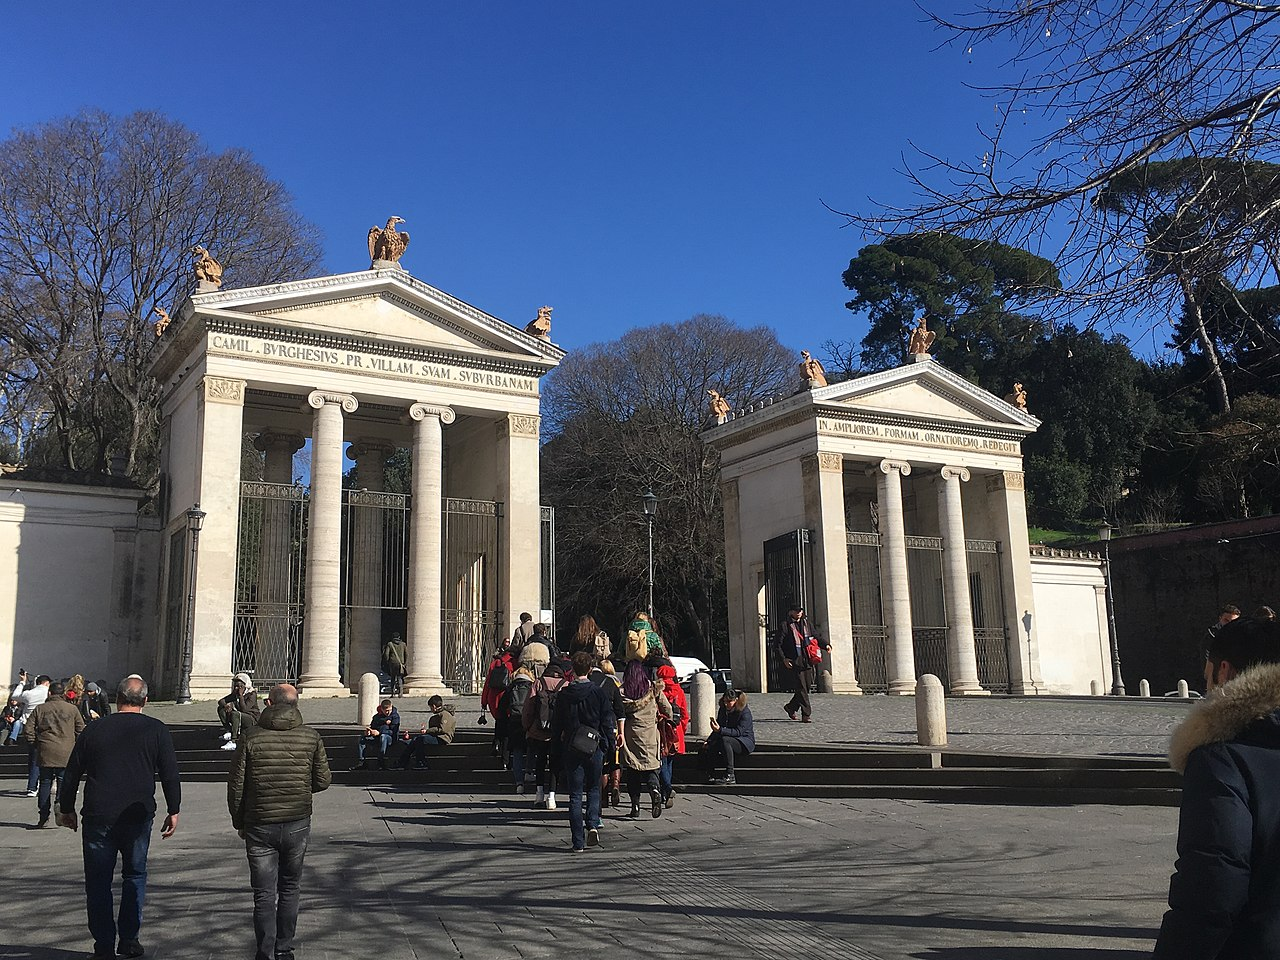 CAMIL . BVRGHESIVS . PR . VILLAM . SVAM . SVBVRBANAM
IN . AMPLIOREM . FORMAM . ORNATIOREMQ . REDEGIT